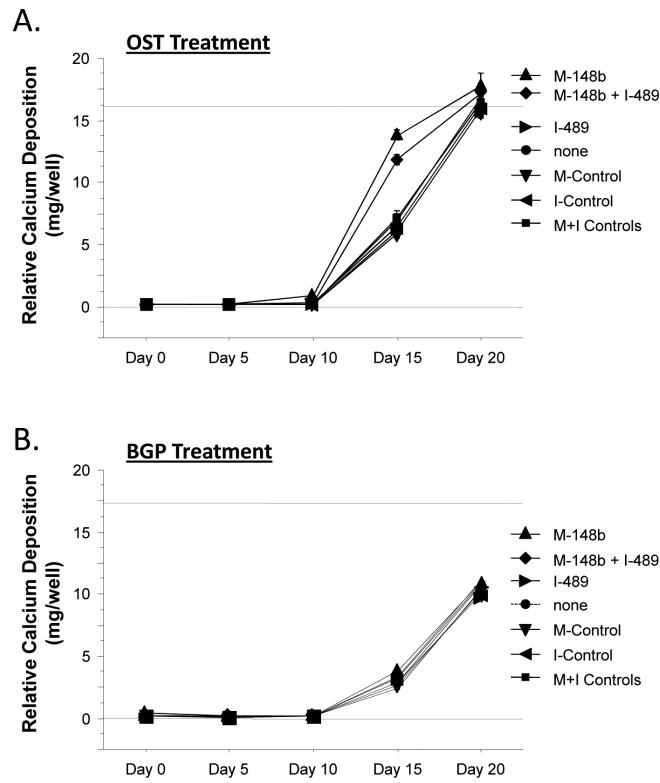 A.
OST Treatment
Relative Calcium Deposition
(mg/well)
20
15
10
5
0
Day 0 Day 5 Day 10 Day 15 Day 20
M-148b
M-148b + I-489
I-489
none
M-Control
I-Control
M+I Controls
B.
BGP Treatment
Relative Calcium Deposition
(mg/well)
20
15
10
5
0
Day 0 Day 5 Day 10 Day 15 Day 20
M-148b
M-148b + I-489
I-489
none
M-Control
I-Control
M+I Controls